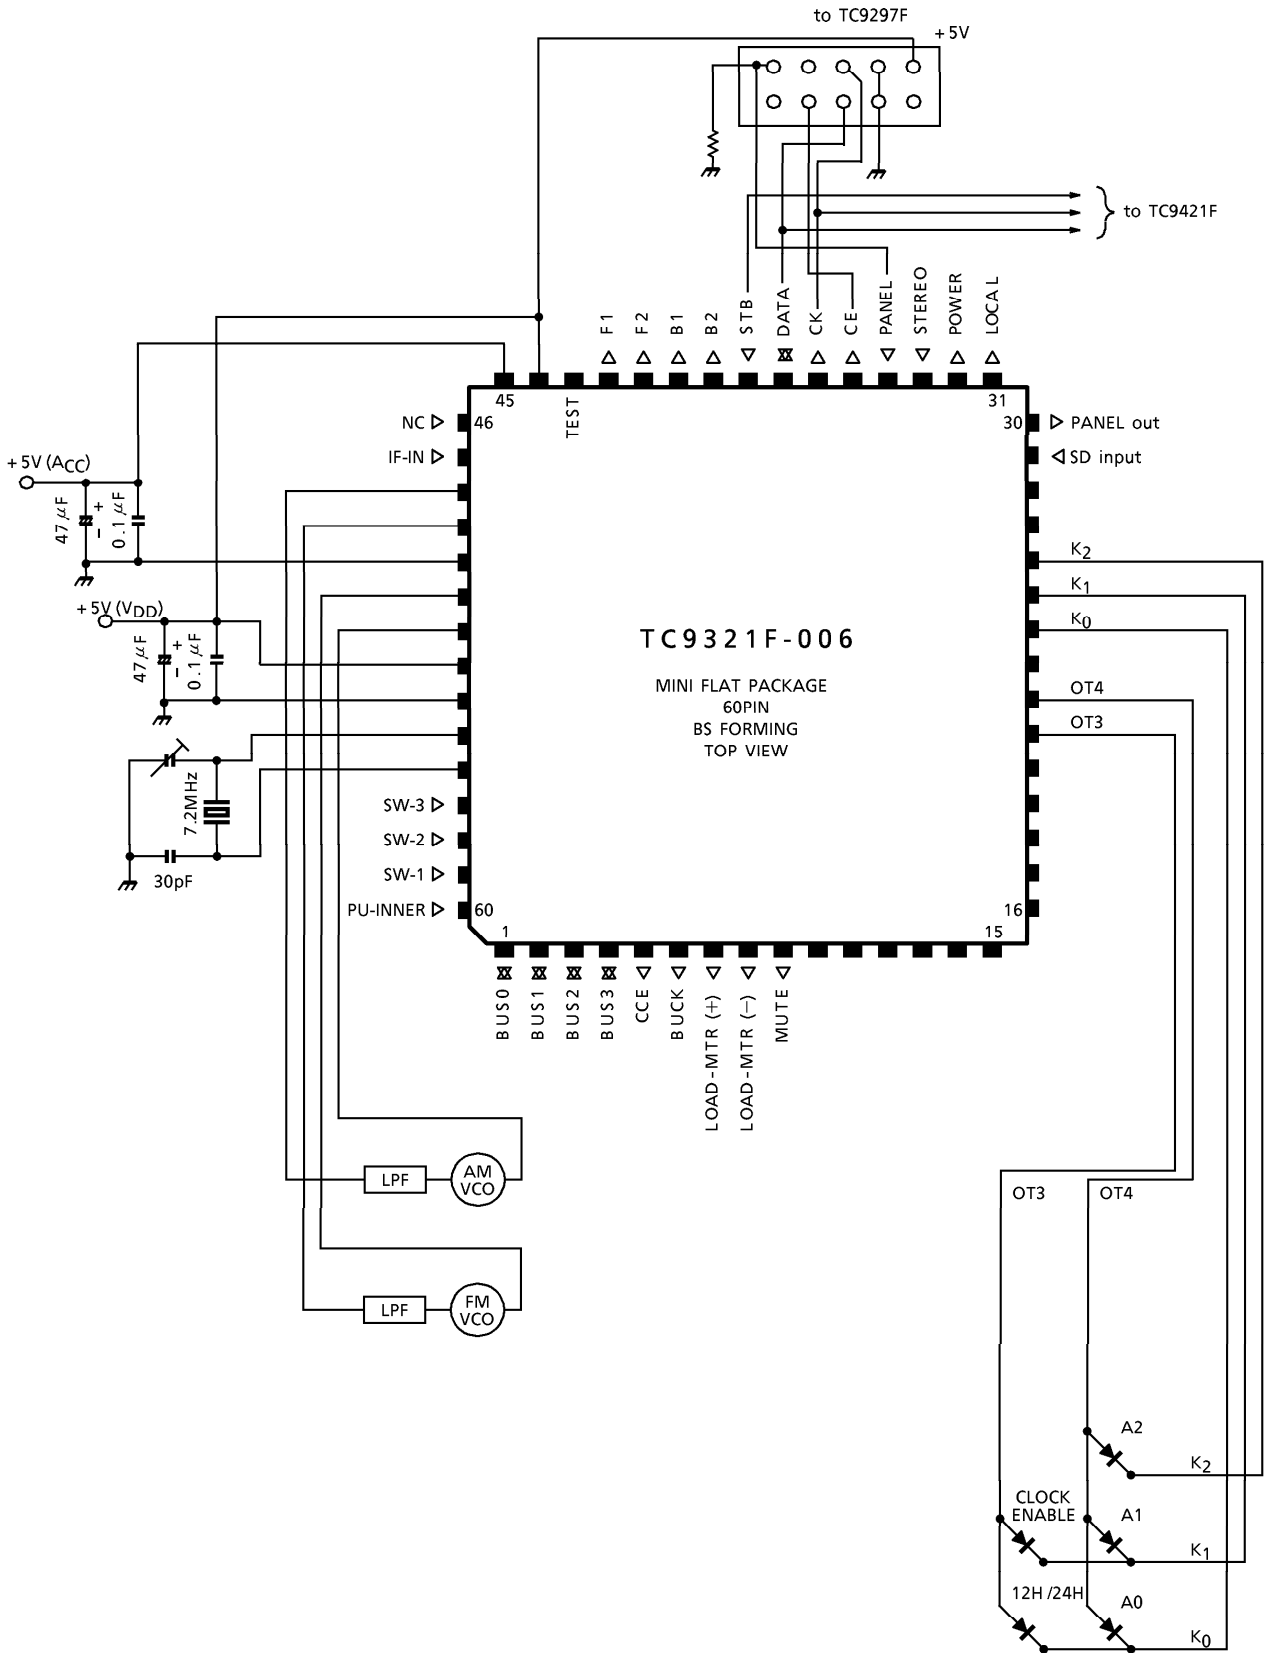 to TC9297F
+5V
to TC9421F
F1
F2
B1
B2
STB
DATA
CK
CE
PANEL
STEREO
POWER
LOCAL
45
TEST
31
NC
46
30
PANEL out
IF-IN
SD input
+5V (ACC)
47μF
+
−
0.1μF
K2
K1
K0
+5V (VDD)
47μF
+
−
0.1μF
TC9321F-006
MINI FLAT PACKAGE
60PIN
BS FORMING
TOP VIEW
OT4
OT3
7.2MHz
30pF
SW-3
SW-2
SW-1
PU-INNER
60
16
1
15
BUS0
BUS1
BUS2
BUS3
CCE
BUCK
LOAD-MTR (+)
LOAD-MTR (−)
MUTE
LPF
AM
VCO
OT3
OT4
LPF
FM
VCO
A2
K2
CLOCK
ENABLE
A1
K1
12H/24H
A0
K0